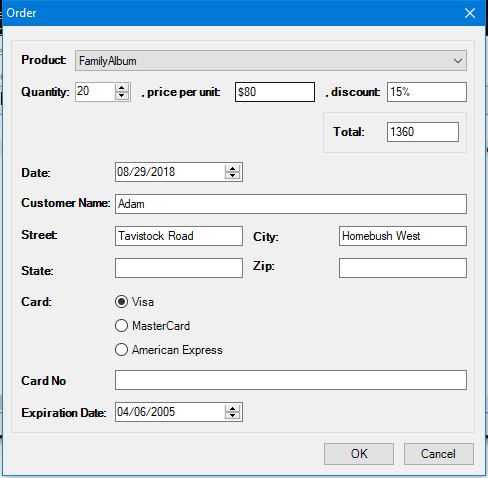 Order
Product: FamilyAlbum
Quantity: 20 , price per unit: $80 , discount: 15%
Total: 1360
Date: 08/29/2018
Customer Name: Adam
Street: Tavistock Road City: Homebush West
State: Zip:
Card: Visa
MasterCard
American Express
Card No
Expiration Date: 04/06/2005
OK Cancel